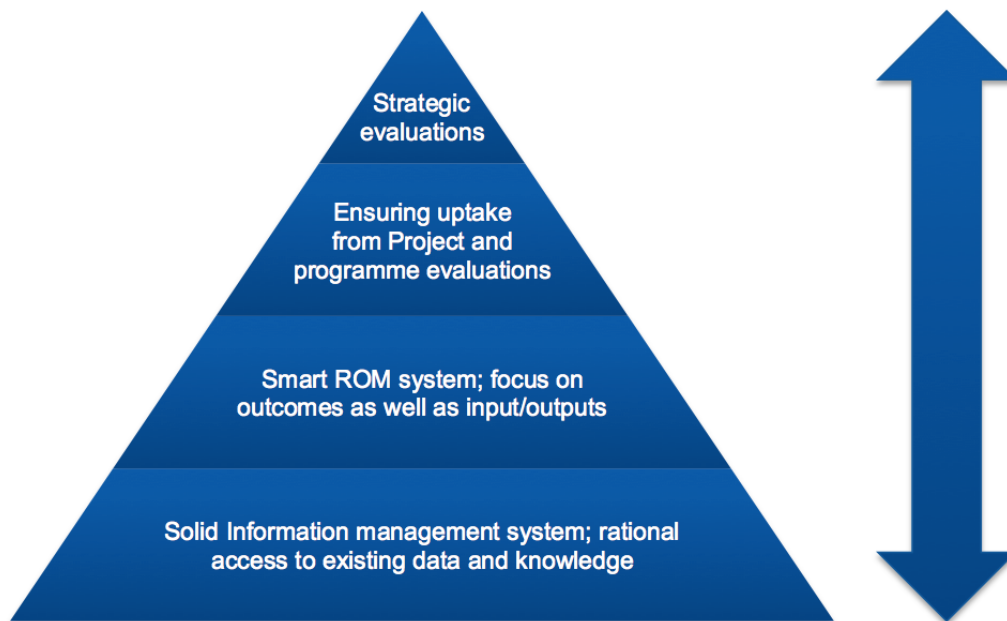 Strategic
evaluations
Ensuring uptake
from Project and
programme evaluations
Smart ROM system; focus on
outcomes as well as input/outputs
Solid Information management system; rational
access to existing data and knowledge